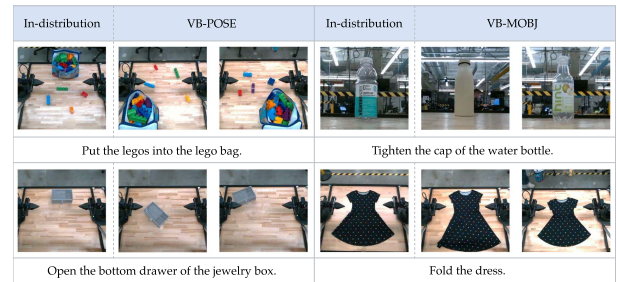 In-distribution VB-POSE In-distribution VB-MOBJ
Put the legos into the lego bag. Tighten the cap of the water bottle.
Open the bottom drawer of the jewelry box. Fold the dress.